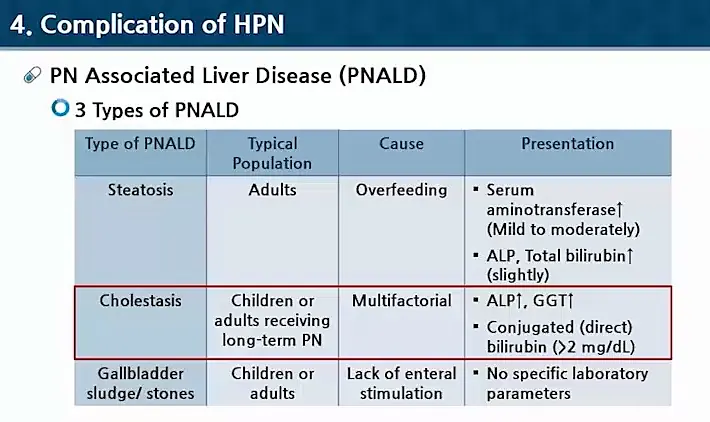 4. Complication of HPN
PN Associated Liver Disease (PNALD)
3 Types of PNALD
Type of PNALD
Typical
Population
Cause
Presentation
Steatosis
Adults
Overfeeding
▪ Serum
aminotransferase↑
(Mild to moderately)
▪ ALP, Total bilirubin↑
(slightly)
Cholestasis
Children or
adults receiving
long-term PN
Multifactorial
▪ ALP↑, GGT↑
▪ Conjugated (direct)
bilirubin (>2 mg/dL)
Gallbladder
sludge/ stones
Children or
adults
Lack of enteral
stimulation
▪ No specific laboratory
parameters